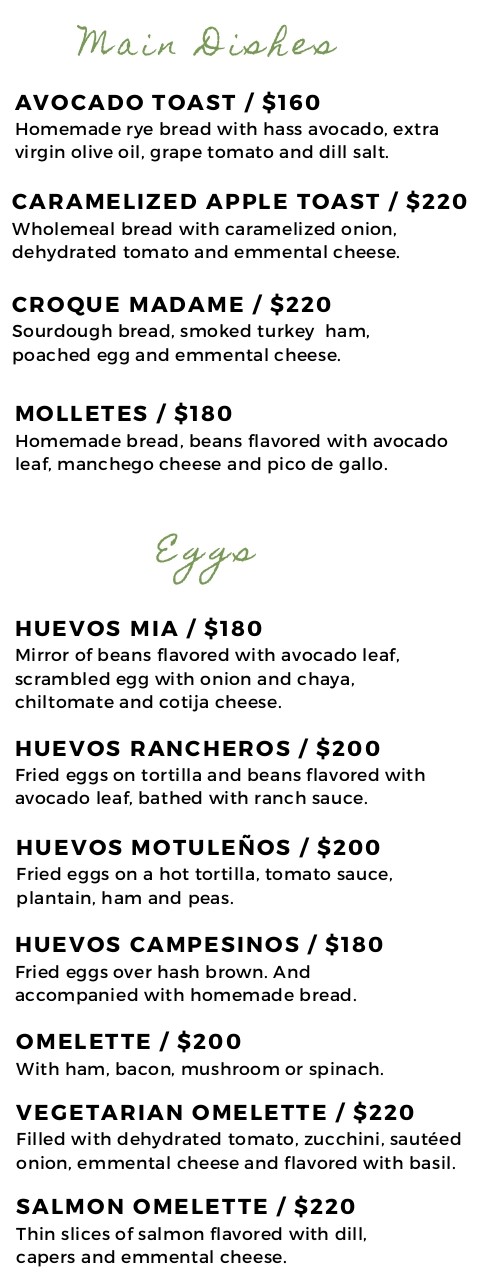 Main Dishes
AVOCADO TOAST / $160
Homemade rye bread with hass avocado, extra
virgin olive oil, grape tomato and dill salt.
CARAMELIZED APPLE TOAST / $220
Wholemeal bread with caramelized onion,
dehydrated tomato and emmental cheese.
CROQUE MADAME / $220
Sourdough bread, smoked turkey  ham,
poached egg and emmental cheese.
MOLLETES / $180
Homemade bread, beans flavored with avocado
leaf, manchego cheese and pico de gallo.
Eggs
HUEVOS MIA / $180
Mirror of beans flavored with avocado leaf,
scrambled egg with onion and chaya,
chiltomate and cotija cheese.
HUEVOS RANCHEROS / $200
Fried eggs on tortilla and beans flavored with
avocado leaf, bathed with ranch sauce.
HUEVOS MOTULEÑOS / $200
Fried eggs on a hot tortilla, tomato sauce,
plantain, ham and peas.
HUEVOS CAMPESINOS / $180
Fried eggs over hash brown. And
accompanied with homemade bread.
OMELETTE / $200
With ham, bacon, mushroom or spinach.
VEGETARIAN OMELETTE / $220
Filled with dehydrated tomato, zucchini, sautéed
onion, emmental cheese and flavored with basil.
SALMON OMELETTE / $220
Thin slices of salmon flavored with dill,
capers and emmental cheese.